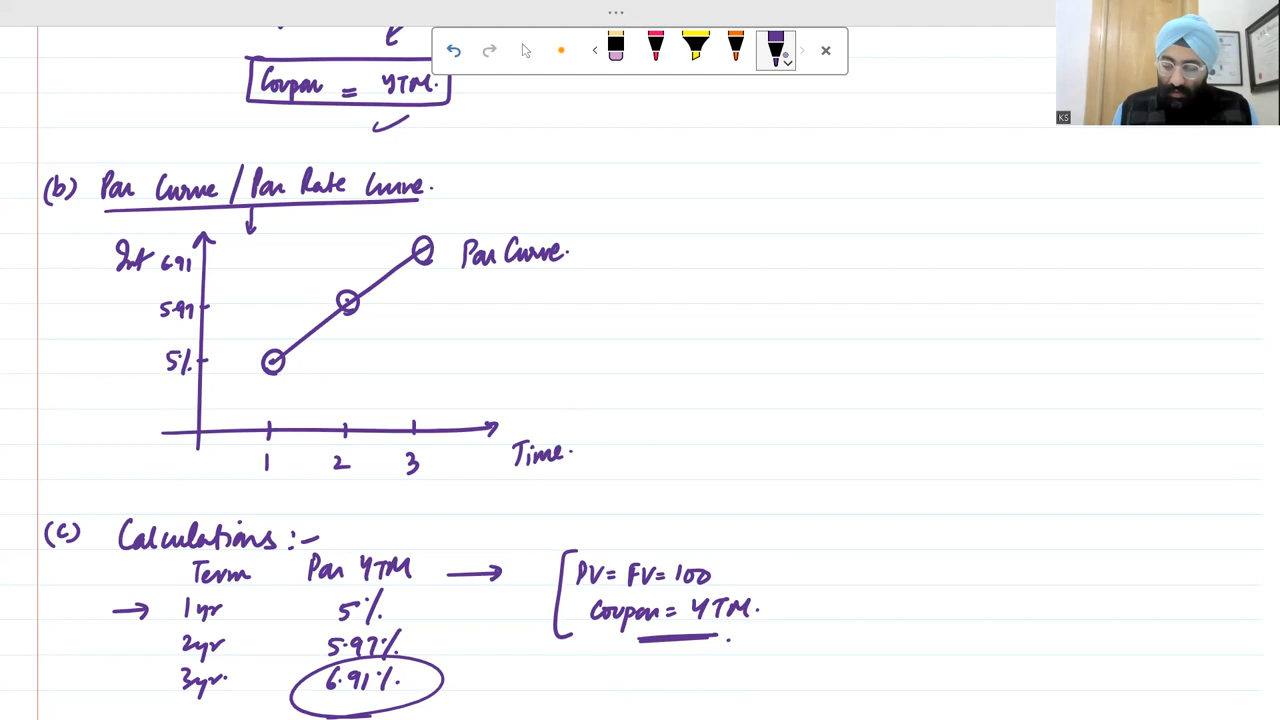 Coupon = YTM.
(b) Par Curve / Par Rate Curve.
Int 6.91
Par Curve.
5.97
5%
1 2 3
Time.
(c) Calculations :-
Term Par YTM
PV = FV = 100
1yr 5%
Coupon = YTM.
2yr 5.97%
3yr. 6.91%
KS